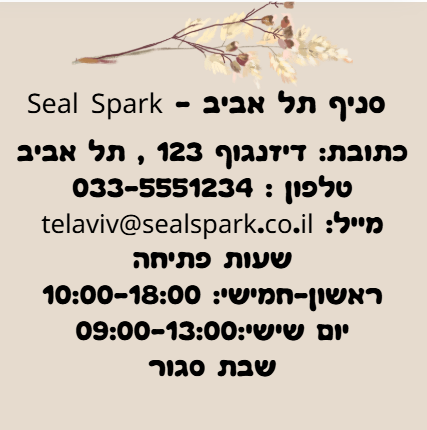 סניף תל אביב - Seal Spark
כתובת: דיזנגוף 123 , תל אביב
טלפון : 033-5551234
מייל: telaviv@sealspark.co.il
שעות פתיחה
ראשון-חמישי: 10:00-18:00
יום שישי:09:00-13:00
שבת סגור